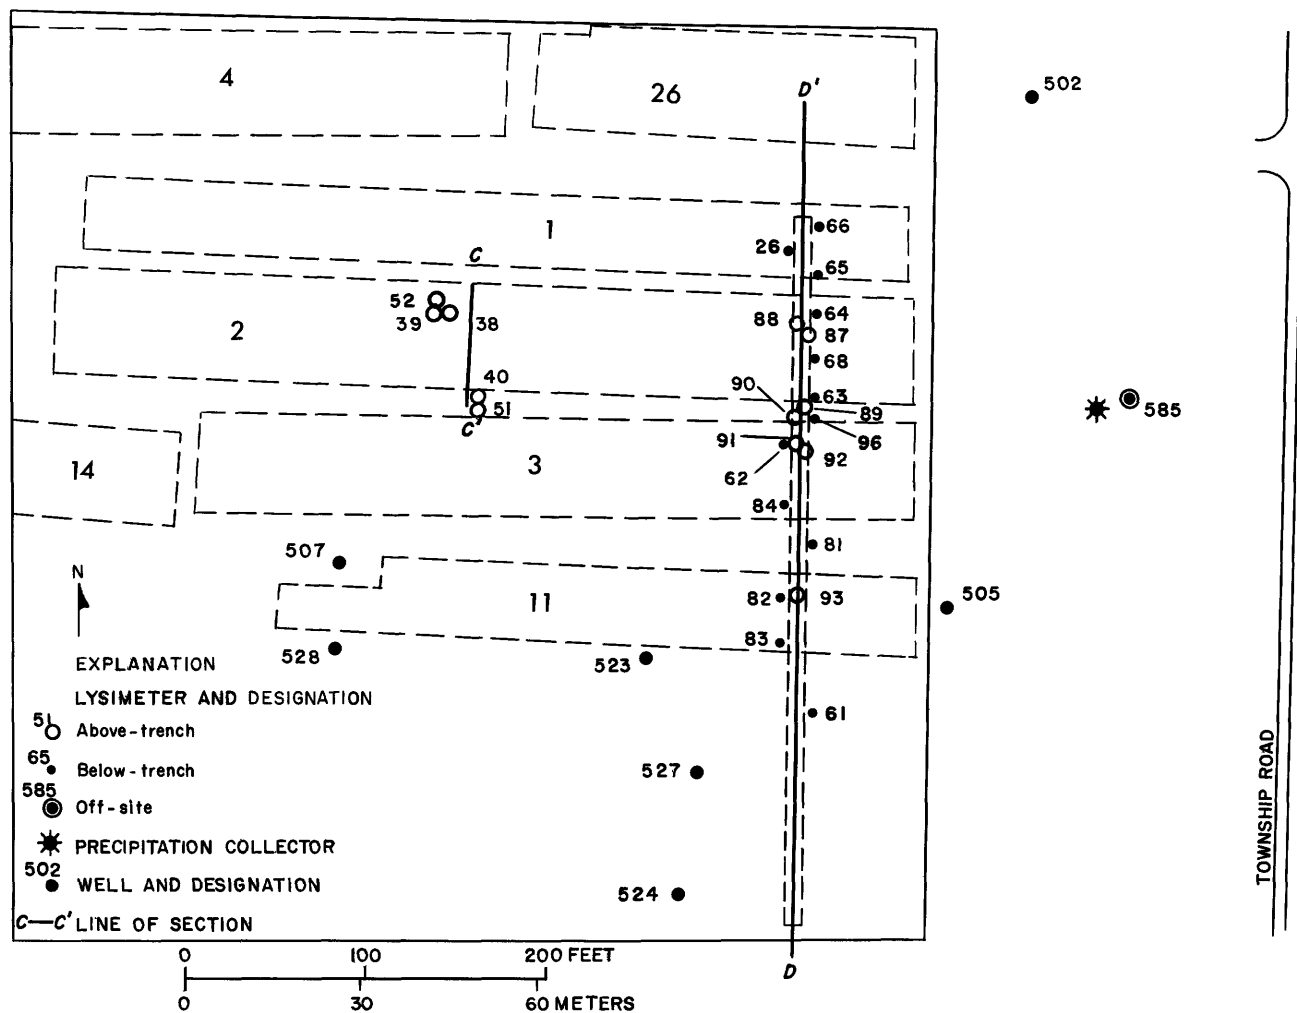 4
26
D'
502
1
66
26
65
C
52
39
38
2
64
88
87
68
40
51
C'
90
63
89
585
91
96
62
92
14
3
84
507
81
N
11
82
93
505
83
528
523
61
527
524
EXPLANATION
LYSIMETER AND DESIGNATION
51 Above-trench
65 Below-trench
585 Off-site
PRECIPITATION COLLECTOR
502 WELL AND DESIGNATION
C—C' LINE OF SECTION
TOWNSHIP ROAD
D
0 100 200 FEET
0 30 60 METERS